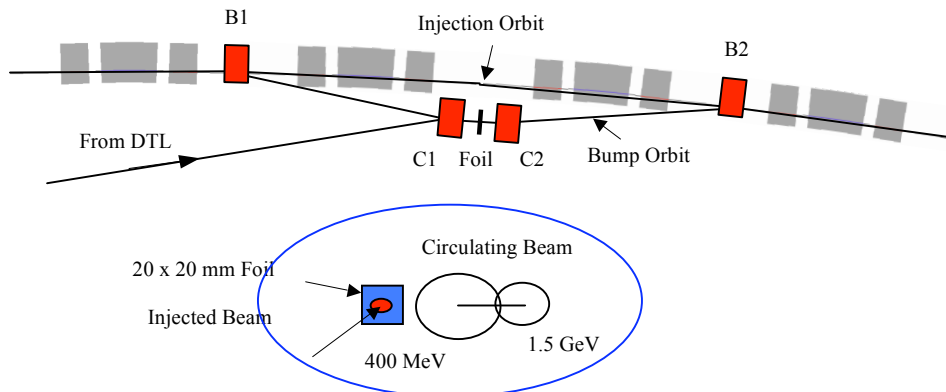 B1
Injection Orbit
B2
From DTL
C1
Foil
C2
Bump Orbit
Circulating Beam
20 x 20 mm Foil
Injected Beam
400 MeV
1.5 GeV